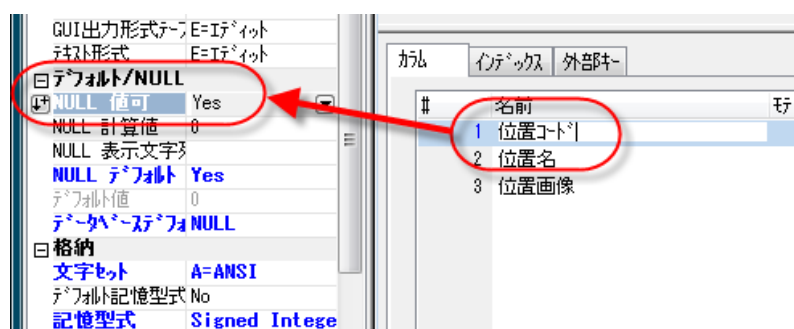 GUI出力形式ﾃｰﾌ E=ｴﾃﾞｨｯﾄ
ﾃｷｽﾄ形式 E=ｴﾃﾞｨｯﾄ
ﾃﾞﾌｫﾙﾄ/NULL
NULL 値可 Yes
NULL 計算値 0
NULL 表示文字列
NULL ﾃﾞﾌｫﾙﾄ Yes
ﾃﾞﾌｫﾙﾄ値 0
ﾃﾞｰﾀﾍﾞｰｽﾃﾞﾌｫ NULL
格納
文字ｾｯﾄ A=ANSI
ﾃﾞﾌｫﾙﾄ記憶型式 No
記憶型式 Signed Intege
ｶﾗﾑ ｲﾝﾃﾞｯｸｽ 外部ｷｰ
# 名前 ﾓﾃ
1 位置ｺｰﾄﾞ
2 位置名
3 位置画像